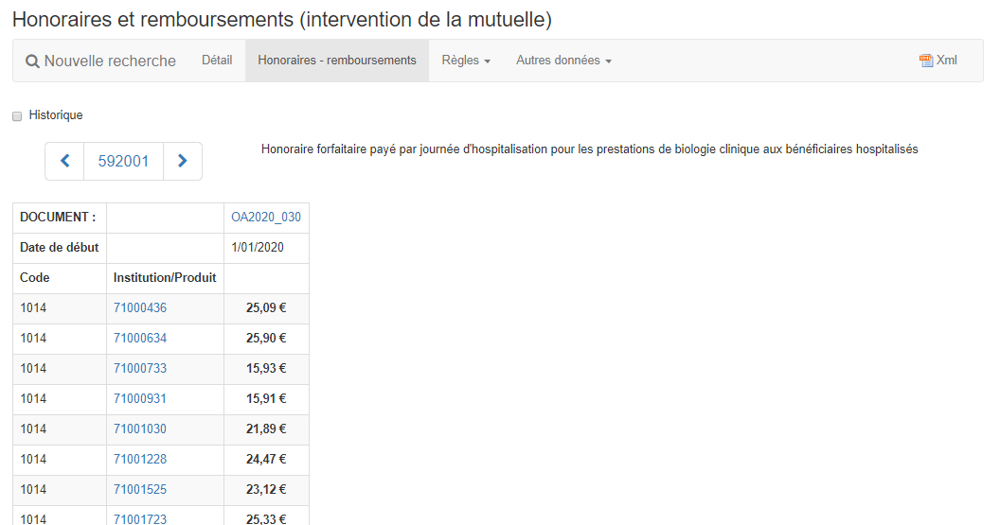 Honoraires et remboursements (intervention de la mutuelle)
Nouvelle recherche Détail Honoraires - remboursements Règles Autres données Xml
Historique
592001 Honoraire forfaitaire payé par journée d'hospitalisation pour les prestations de biologie clinique aux bénéficiaires hospitalisés
DOCUMENT : OA2020_030
Date de début 1/01/2020
Code Institution/Produit
1014 71000436 25,09 €
1014 71000634 25,90 €
1014 71000733 15,93 €
1014 71000931 15,91 €
1014 71001030 21,89 €
1014 71001228 24,47 €
1014 71001525 23,12 €
1014 71001723 25,33 €